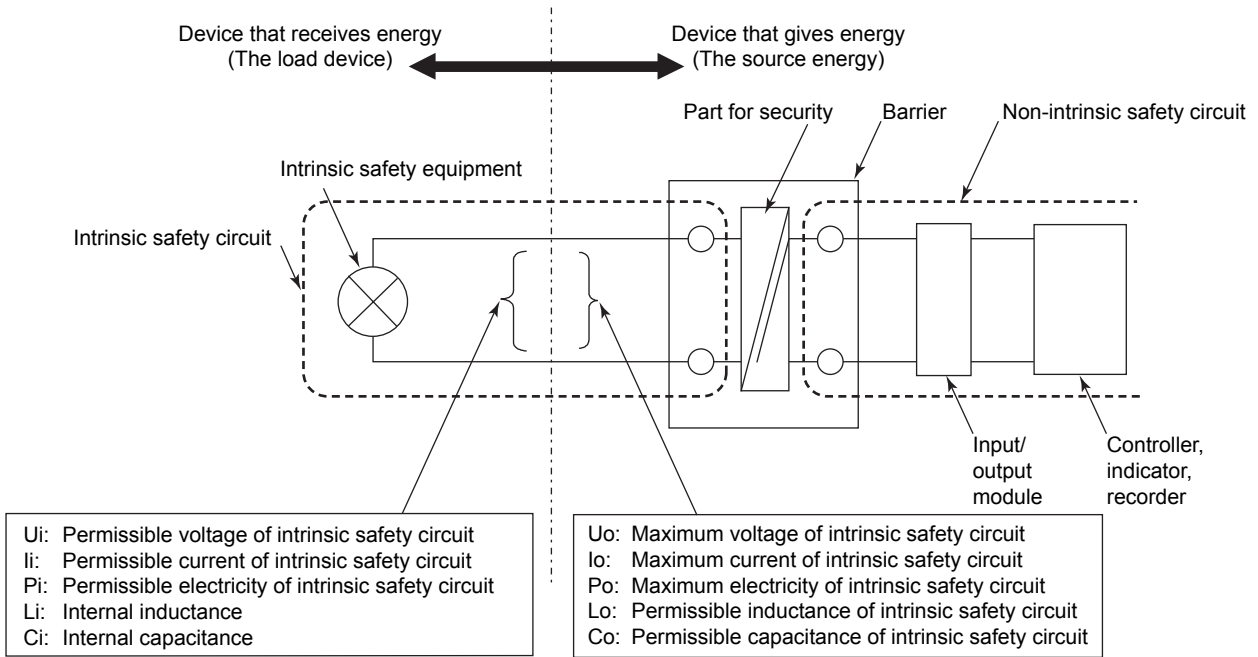 Device that receives energy
(The load device)
Device that gives energy
(The source energy)
Part for security
Barrier
Non-intrinsic safety circuit
Intrinsic safety equipment
Intrinsic safety circuit
Input/
output
module
Controller,
indicator,
recorder
Ui: Permissible voltage of intrinsic safety circuit
Ii: Permissible current of intrinsic safety circuit
Pi: Permissible electricity of intrinsic safety circuit
Li: Internal inductance
Ci: Internal capacitance
Uo: Maximum voltage of intrinsic safety circuit
Io: Maximum current of intrinsic safety circuit
Po: Maximum electricity of intrinsic safety circuit
Lo: Permissible inductance of intrinsic safety circuit
Co: Permissible capacitance of intrinsic safety circuit